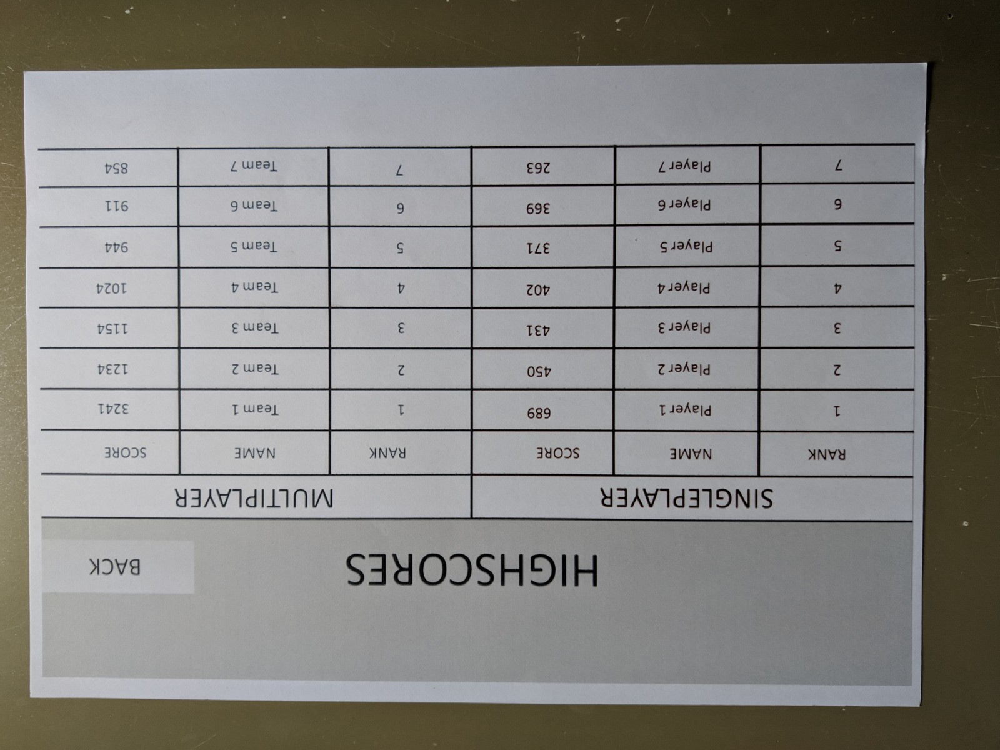 HIGHSCORES
BACK
SINGLEPLAYER MULTIPLAYER
RANK NAME SCORE RANK NAME SCORE
1 Player 1 689 1 Team 1 3241
2 Player 2 450 2 Team 2 1234
3 Player 3 431 3 Team 3 1154
4 Player 4 402 4 Team 4 1024
5 Player 5 371 5 Team 5 944
6 Player 6 369 6 Team 6 911
7 Player 7 263 7 Team 7 854